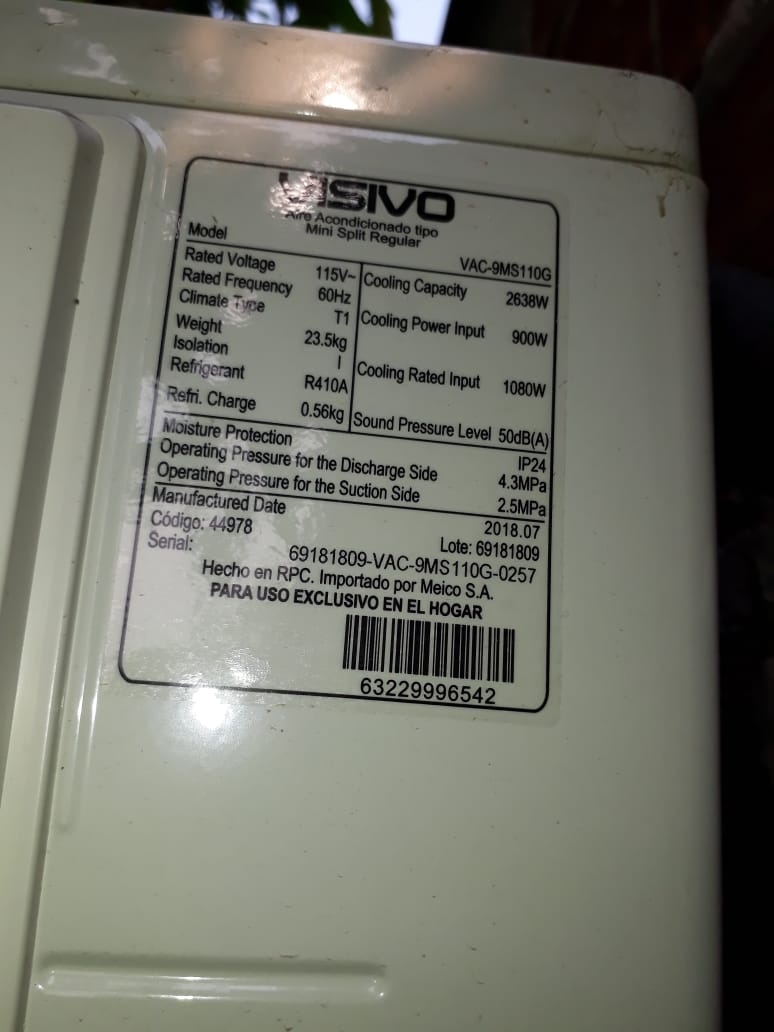 VISIVO
Aire Acondicionado tipo
Mini Split Regular
Model VAC-9MS110G
Rated Voltage 115V~
Rated Frequency 60Hz
Climate Type T1
Weight 23.5kg
Isolation I
Refrigerant R410A
Refri. Charge 0.56kg
Cooling Capacity 2638W
Cooling Power Input 900W
Cooling Rated Input 1080W
Sound Pressure Level 50dB(A)
Moisture Protection IP24
Operating Pressure for the Discharge Side 4.3MPa
Operating Pressure for the Suction Side 2.5MPa
Manufactured Date 2018.07
Código: 44978 Lote: 69181809
Serial: 69181809-VAC-9MS110G-0257
Hecho en RPC. Importado por Meico S.A.
PARA USO EXCLUSIVO EN EL HOGAR
63229996542